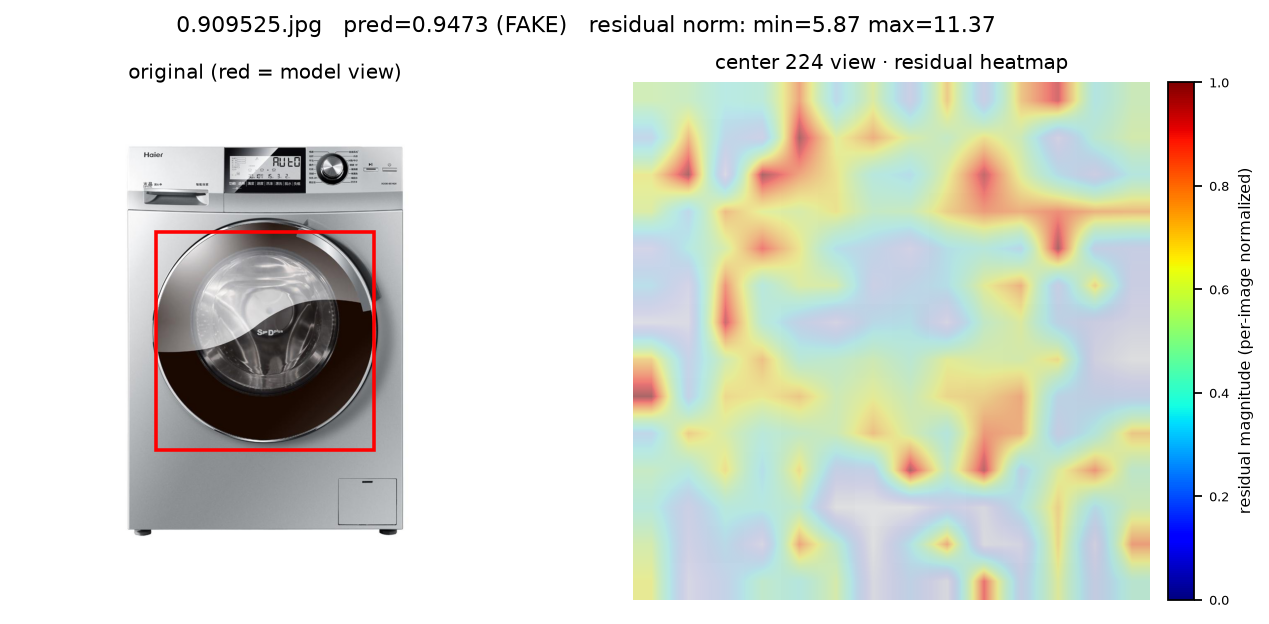 0.909525.jpg   pred=0.9473 (FAKE)   residual norm: min=5.87 max=11.37
original (red = model view)
center 224 view · residual heatmap
Haier
AUtO
1.0
0.8
0.6
0.4
0.2
0.0
residual magnitude (per-image normalized)